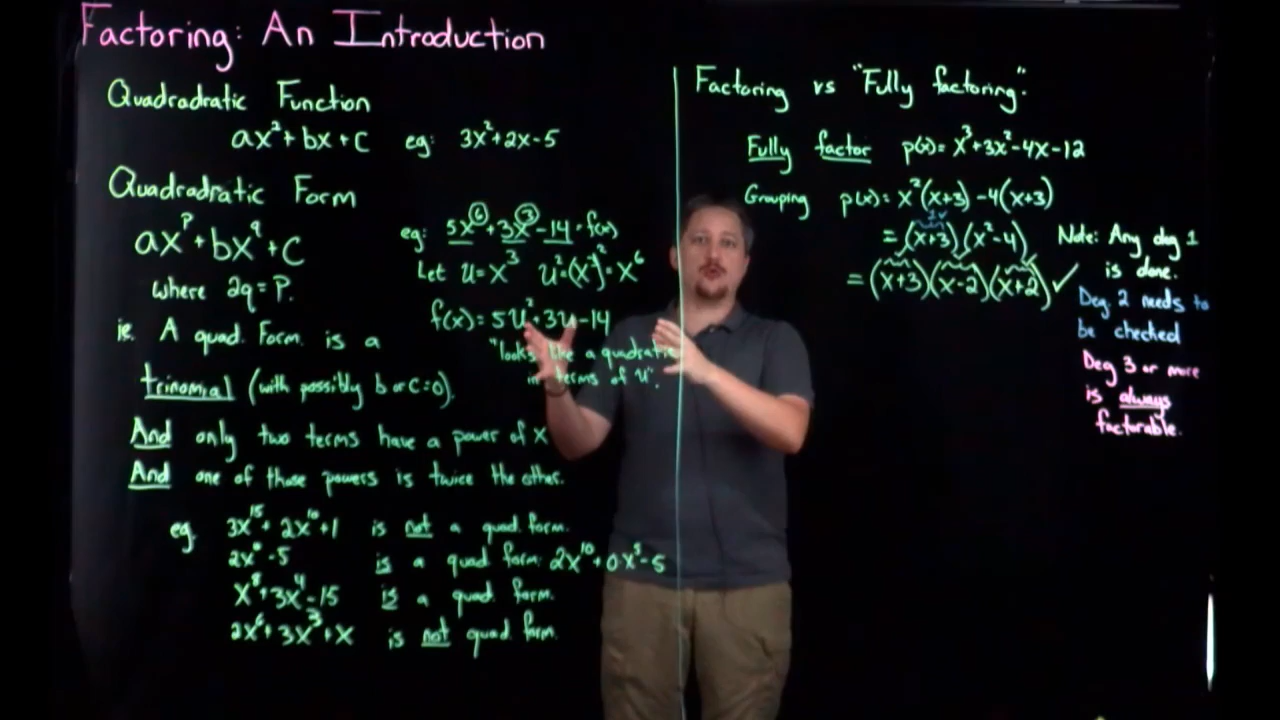 Factoring: An Introduction
Quadradratic Function
ax²+bx+c eg: 3x²+2x-5
Quadradratic Form
axᵖ+bx^q+c
where 2q=p.
ie. A quad. Form is a
trinomial (with possibly b or c=0).
And only two terms have a power of x
And one of those powers is twice the other.
eg: 5x⁶+3x³-14=f(x)
Let u=x³ u²=(x³)²=x⁶
f(x)=5u²+3u-14
"looks like a quadratic
in terms of u".
eg. 3x¹⁵+2x¹⁰+1 is not a quad. form.
2x¹⁰-5 is a quad form: 2x¹⁰+0x⁵-5
x⁸+3x⁴-15 is a quad. form.
2x⁶+3x³+x is not quad. form.
Factoring vs "Fully factoring".
Fully factor p(x)=x³+3x²-4x-12
Grouping p(x)=x²(x+3)-4(x+3)
=(x+3)(x²-4)
=(x+3)(x-2)(x+2)✓
Note: Any deg 1
is done.
Deg. 2 needs to
be checked
Deg 3 or more
is always
factorable.